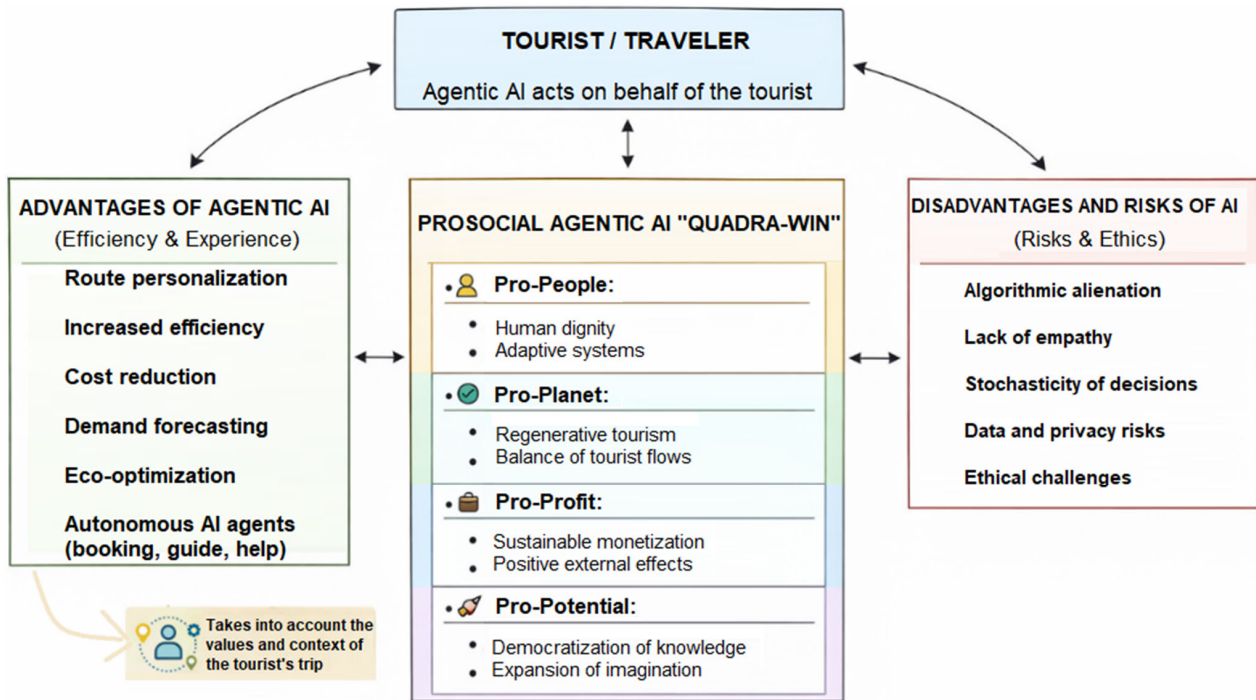 TOURIST / TRAVELER
Agentic AI acts on behalf of the tourist
ADVANTAGES OF AGENTIC AI
(Efficiency & Experience)
Route personalization
Increased efficiency
Cost reduction
Demand forecasting
Eco-optimization
Autonomous AI agents
(booking, guide, help)
Takes into account the
values and context of
the tourist's trip
PROSOCIAL AGENTIC AI "QUADRA-WIN"
• Pro-People:
• Human dignity
• Adaptive systems
• Pro-Planet:
• Regenerative tourism
• Balance of tourist flows
• Pro-Profit:
• Sustainable monetization
• Positive external effects
• Pro-Potential:
• Democratization of knowledge
• Expansion of imagination
DISADVANTAGES AND RISKS OF AI
(Risks & Ethics)
Algorithmic alienation
Lack of empathy
Stochasticity of decisions
Data and privacy risks
Ethical challenges